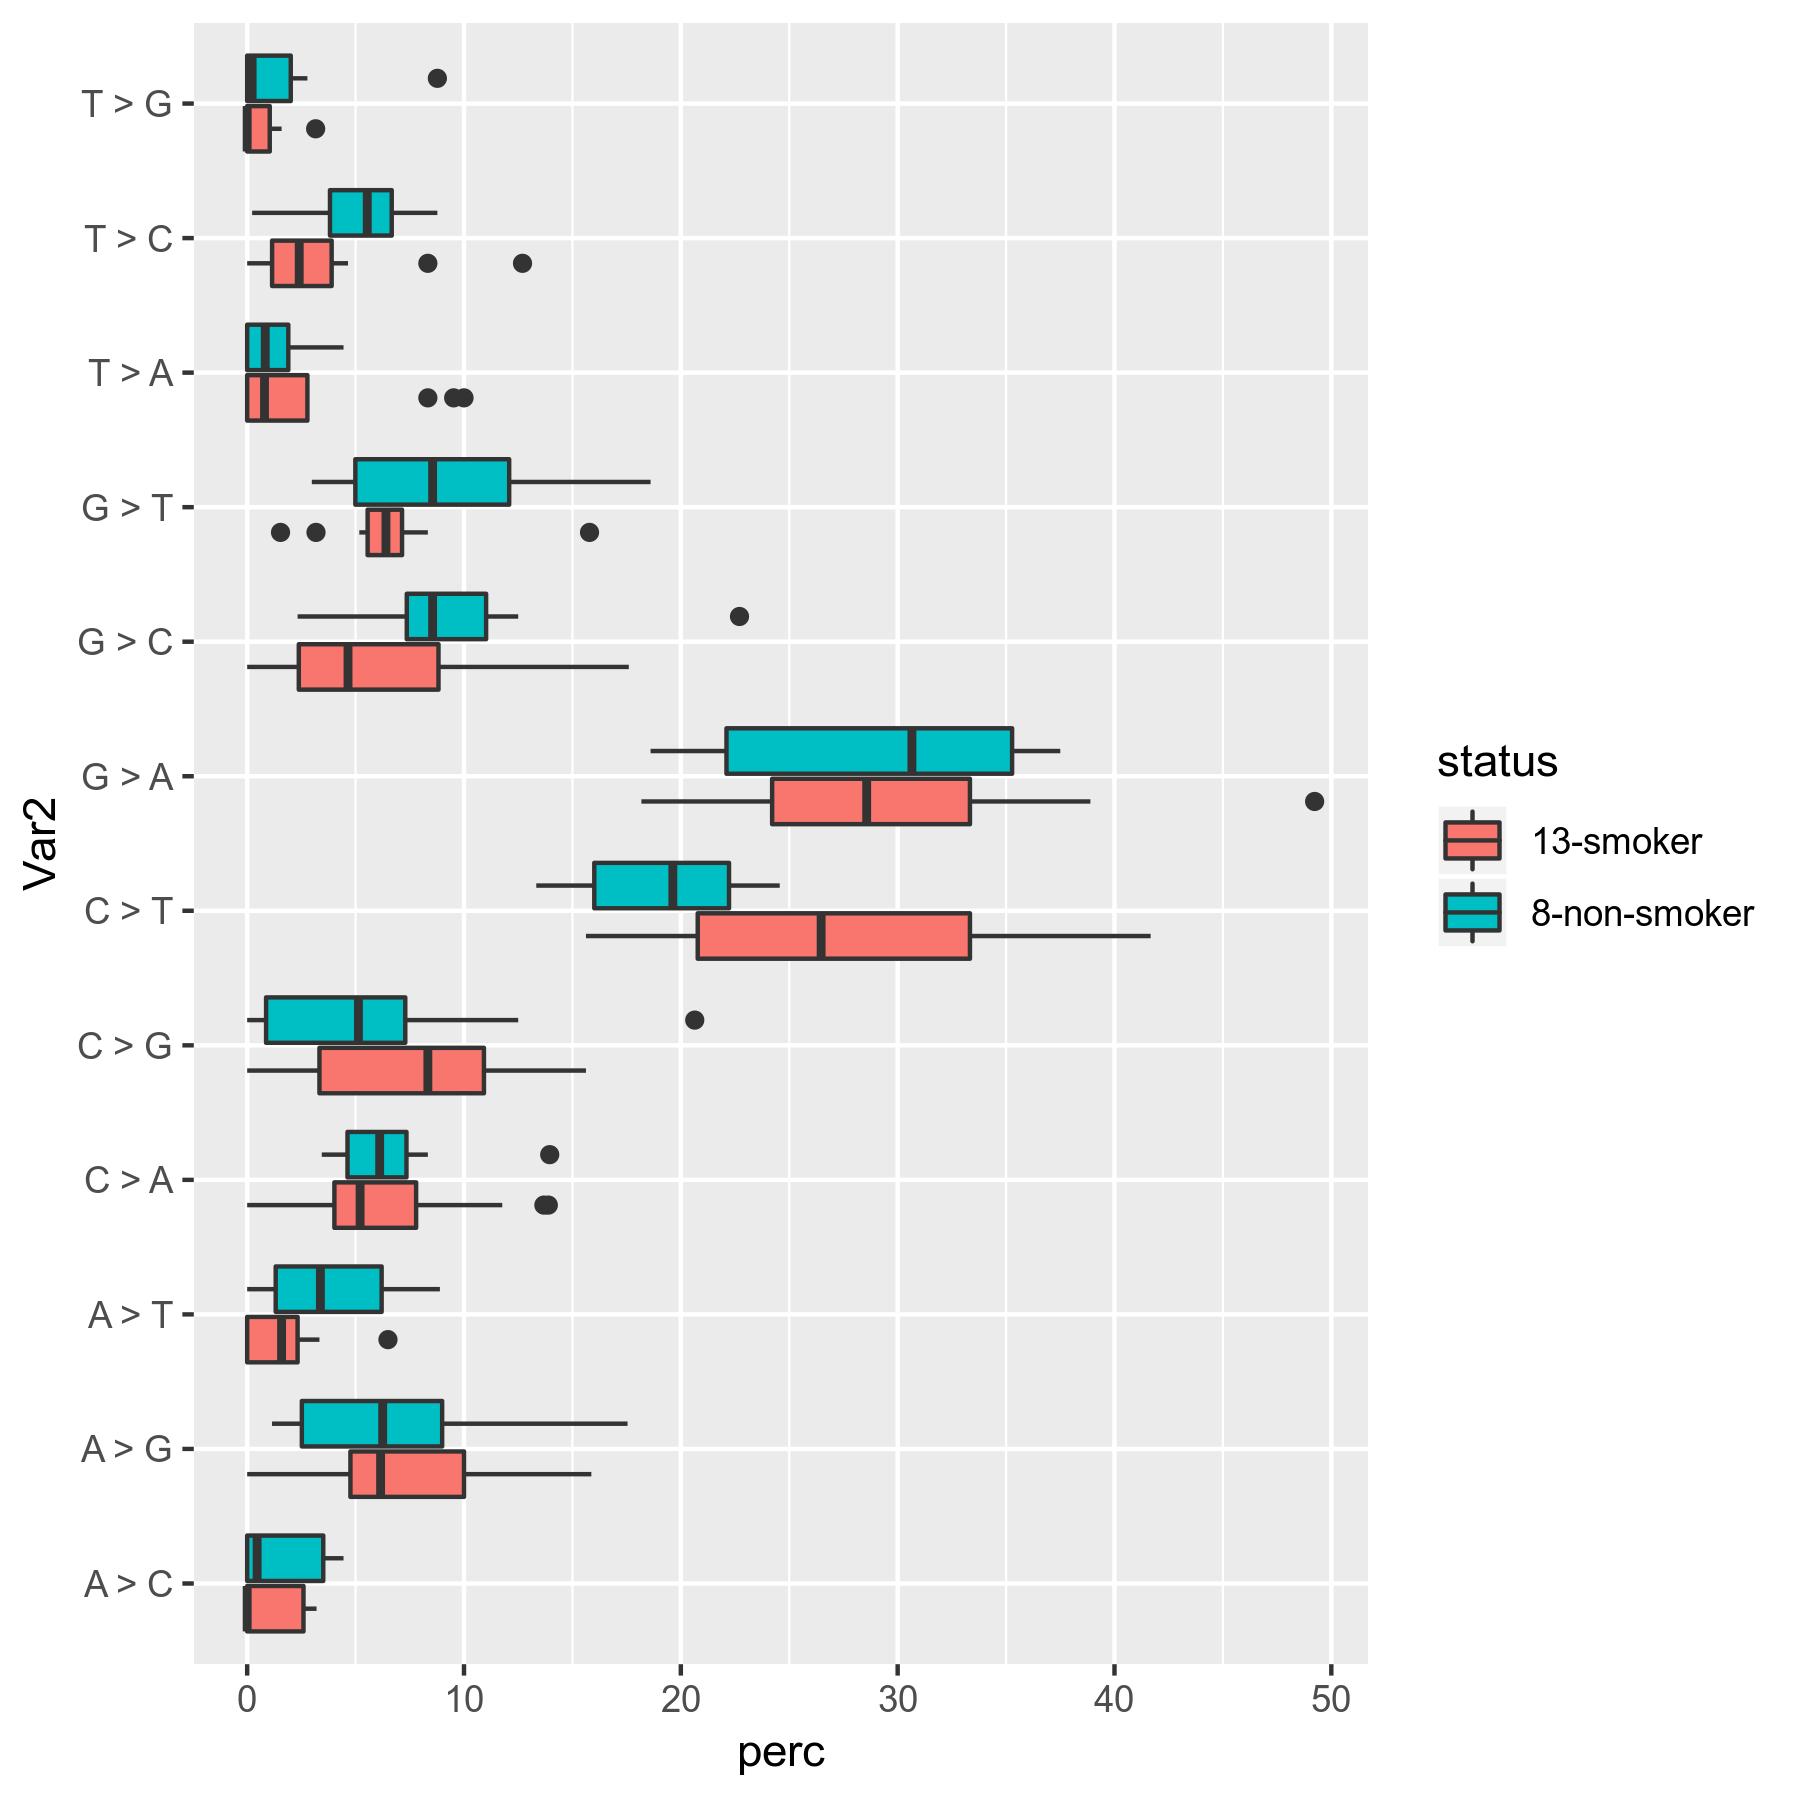 T > G
T > C
T > A
G > T
G > C
G > A
C > T
C > G
C > A
A > T
A > G
A > C
Var2
0 10 20 30 40 50
perc
status
13-smoker
8-non-smoker